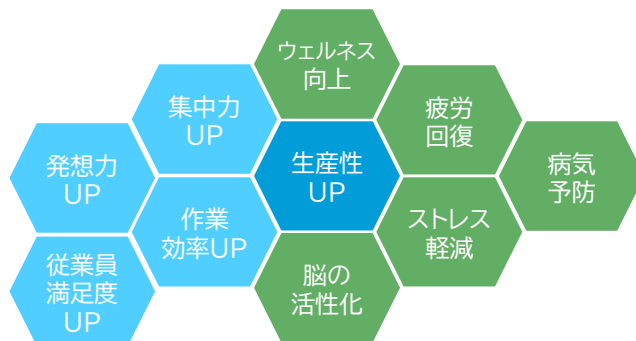 ウェルネス
向上
集中力
UP
疲労
回復
発想力
UP
生産性
UP
病気
予防
作業
効率UP
ストレス
軽減
従業員
満足度
UP
脳の
活性化